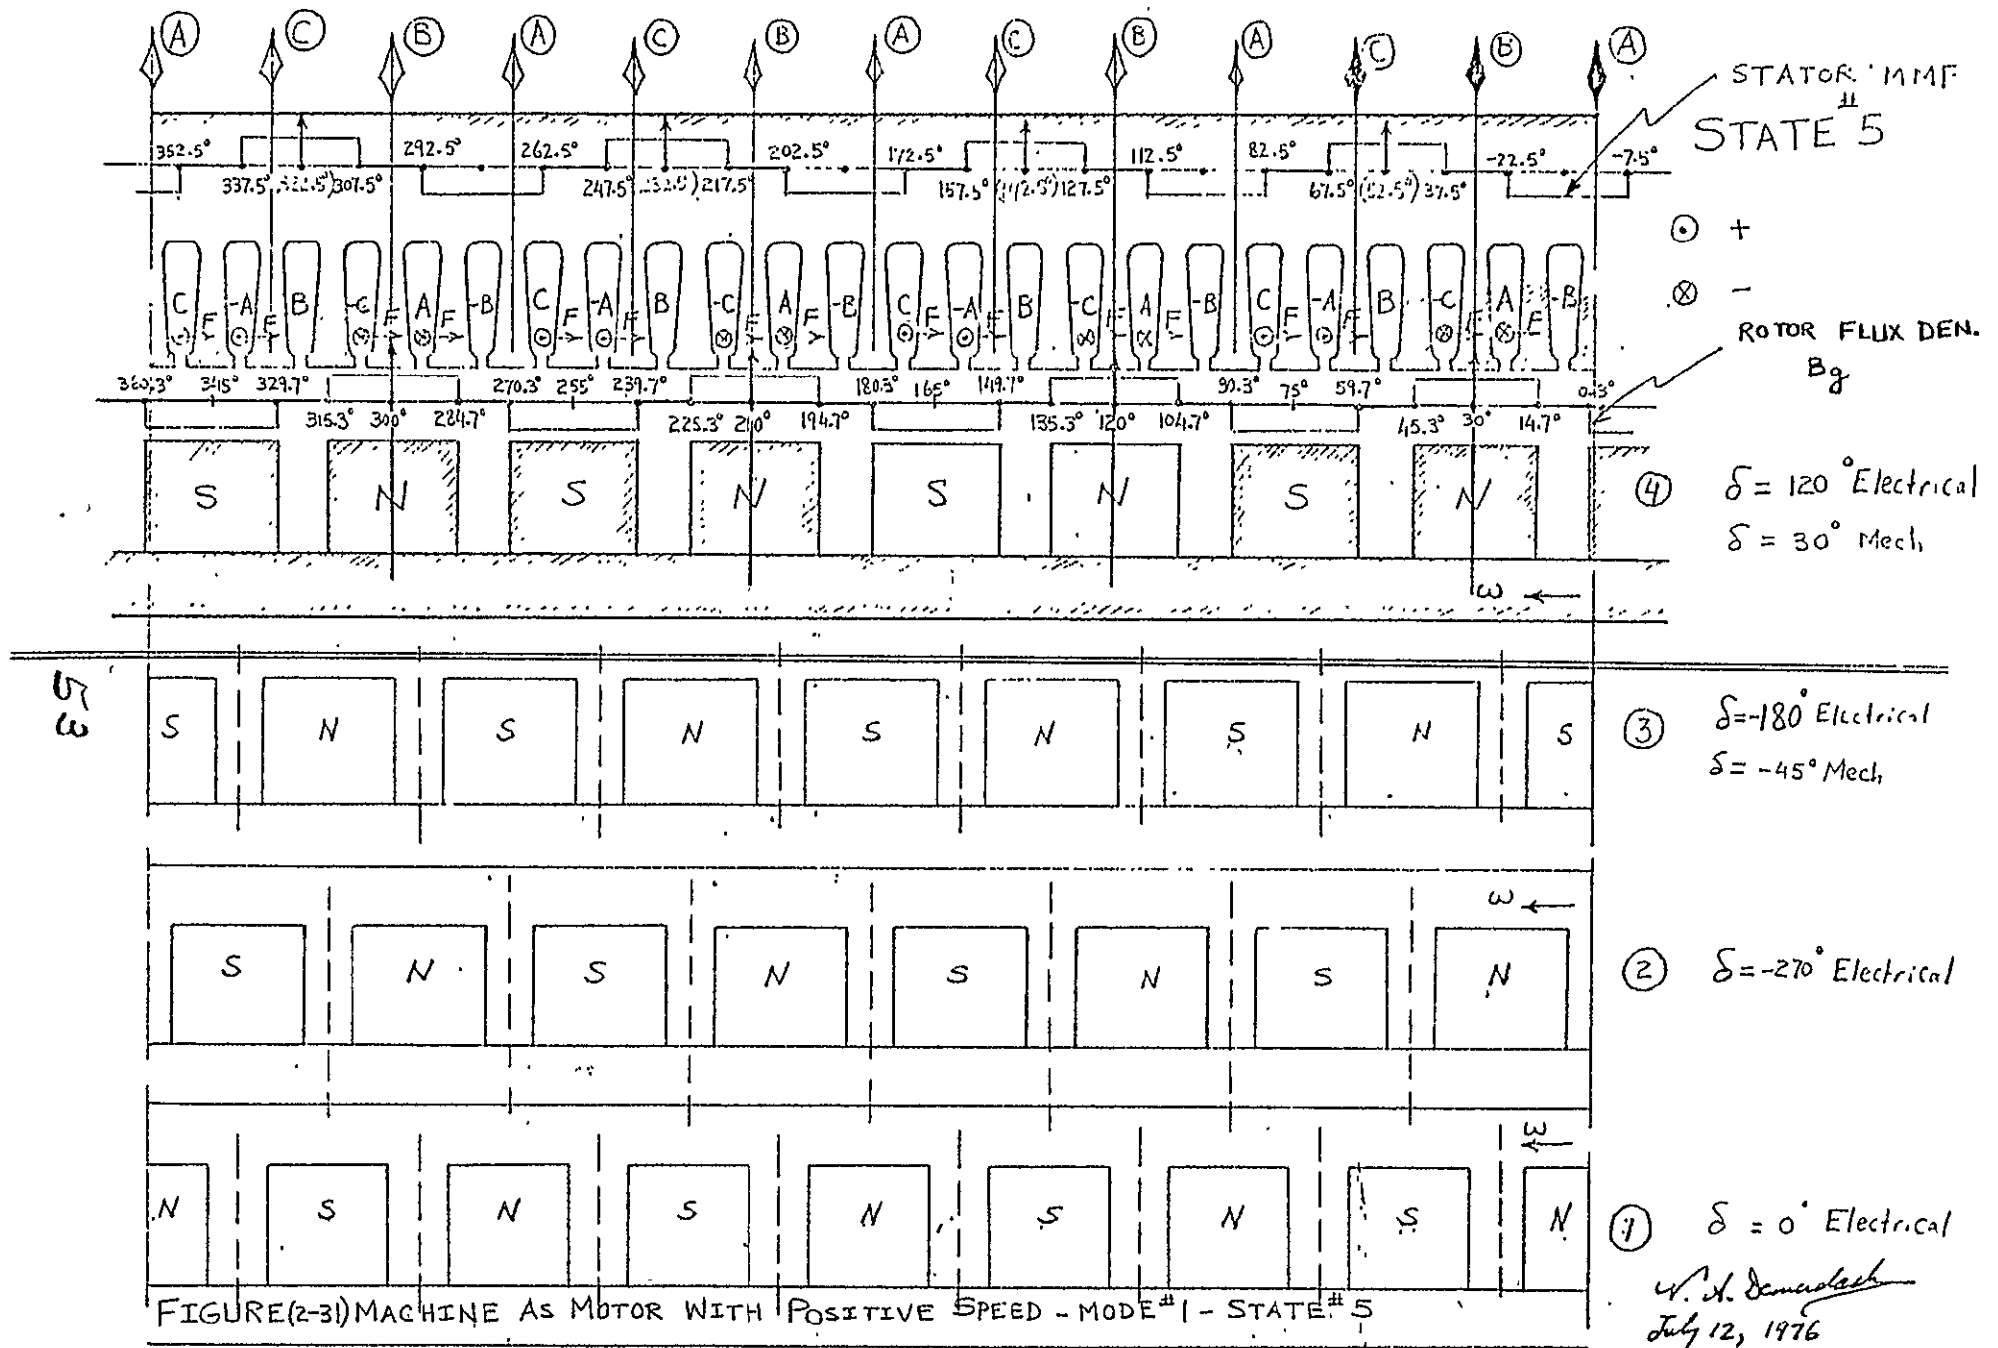 A C B A C B A C B A C B A
STATOR MMF
STATE #5
352.5° 292.5° 262.5° 202.5° 172.5° 112.5° 82.5° -22.5° -7.5°
337.5° 307.5° 247.5° 217.5° 157.5° 127.5° 67.5° (52.5°) 37.5°
⊙ +
⊗ -
C -A B -C A -B C -A B -C A -B C -A B -C A -B C -A B -C A -B
F F F F F F F F F F F F F F F F
ROTOR FLUX DEN.
Bg
360.3° 345° 329.7° 270.3° 255° 239.7° 180.3° 165° 149.7° 90.3° 75° 59.7° 0.3°
315.3° 300° 284.7° 225.3° 210° 194.7° 135.3° 120° 104.7° 45.3° 30° 14.7°
S N S N S N S N
④ δ = 120° Electrical
δ = 30° Mech,
ω
53
S N S N S N S N S
③ δ=-180° Electrical
δ = -45° Mech,
ω
S N S N S N S N
② δ=-270° Electrical
ω
N S N S N S N S N
① δ = 0° Electrical
N. A. Demerdash
July 12, 1976
FIGURE(2-31) MACHINE AS MOTOR WITH POSITIVE SPEED - MODE #1 - STATE #5